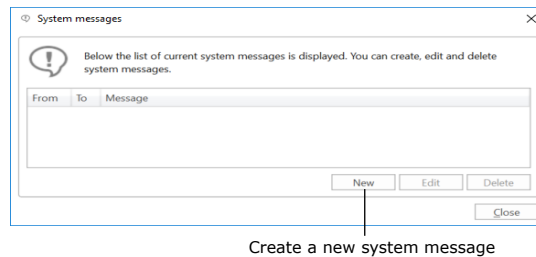 System messages
Below the list of current system messages is displayed. You can create, edit and delete
system messages.
From To Message
New Edit Delete
Close
Create a new system message